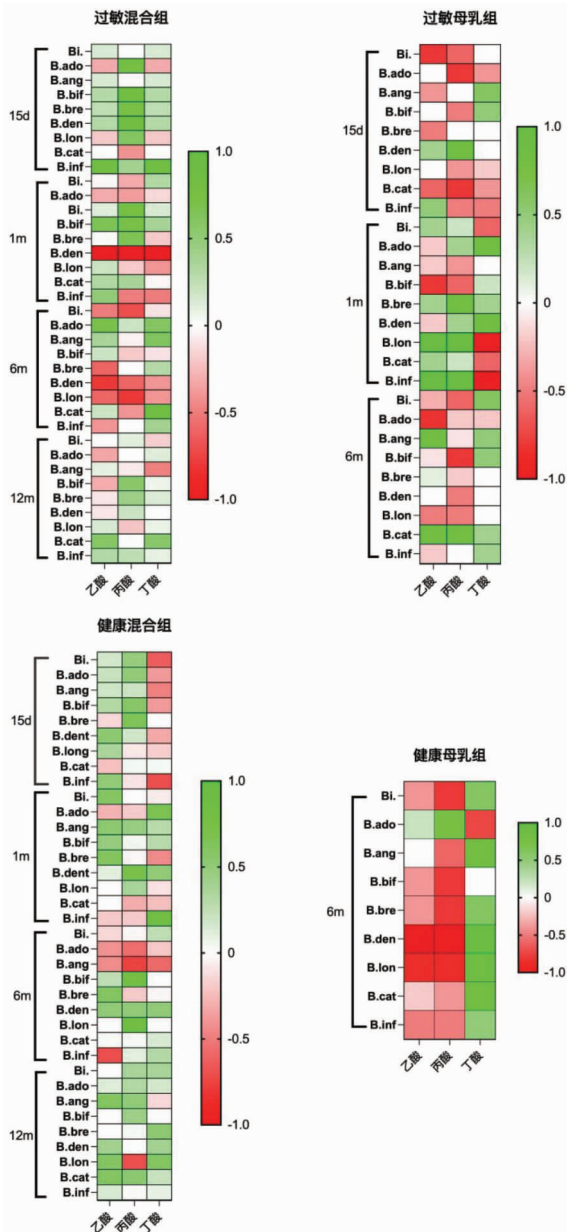 过敏混合组
15d
Bi.
B.ado
B.ang
B.bif
B.bre
B.den
B.lon
B.cat
B.inf
1m
Bi.
B.ado
Bi.
B.bif
B.bre
B.den
B.lon
B.cat
B.inf
6m
Bi.
B.ado
B.ang
B.bif
B.bre
B.den
B.lon
B.cat
B.inf
12m
Bi.
B.ado
B.ang
B.bif
B.bre
B.den
B.lon
B.cat
B.inf
乙酸 丙酸 丁酸
1.0
0.5
0
-0.5
-1.0
过敏母乳组
15d
Bi.
B.ado
B.ang
B.bif
B.bre
B.den
B.lon
B.cat
B.inf
1m
Bi.
B.ado
B.ang
B.bif
B.bre
B.den
B.lon
B.cat
B.inf
6m
Bi.
B.ado
B.ang
B.bif
B.bre
B.den
B.lon
B.cat
B.inf
乙酸 丙酸 丁酸
1.0
0.5
0
-0.5
-1.0
健康混合组
15d
Bi.
B.ado
B.ang
B.bif
B.bre
B.dent
B.long
B.cat
B.inf
1m
Bi.
B.ado
B.ang
B.bif
B.bre
B.dent
B.lon
B.cat
B.inf
6m
Bi.
B.ado
B.ang
B.bif
B.bre
B.den
B.lon
B.cat
B.inf
12m
Bi.
B.ado
B.ang
B.bif
B.bre
B.den
B.lon
B.cat
B.inf
乙酸 丙酸 丁酸
1.0
0.5
0
-0.5
-1.0
健康母乳组
6m
Bi.
B.ado
B.ang
B.bif
B.bre
B.den
B.lon
B.cat
B.inf
乙酸 丙酸 丁酸
1.0
0.5
0
-0.5
-1.0